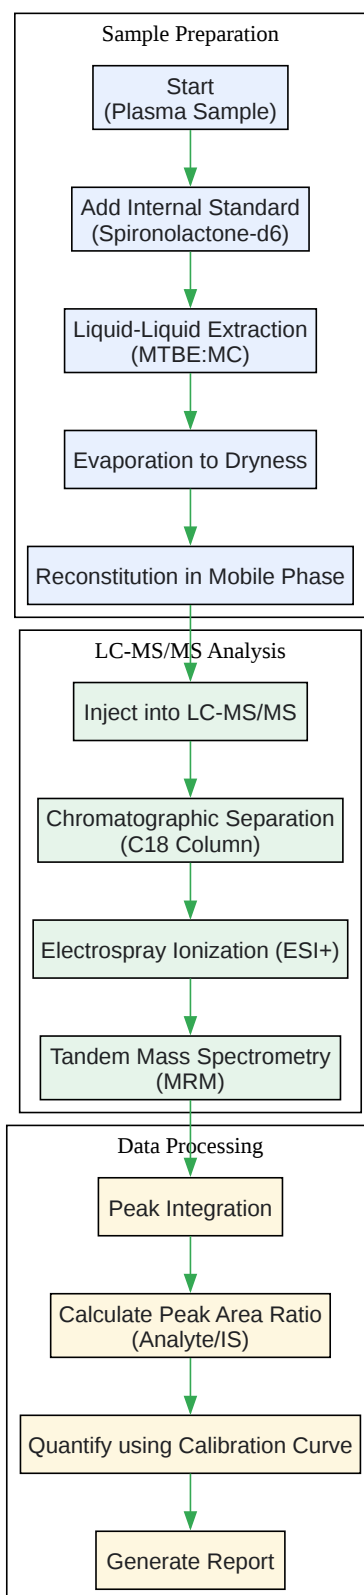 Sample Preparation
Start
(Plasma Sample)
Add Internal Standard
(Spironolactone-d6)
Liquid-Liquid Extraction
(MTBE:MC)
Evaporation to Dryness
Reconstitution in Mobile Phase
LC-MS/MS Analysis
Inject into LC-MS/MS
Chromatographic Separation
(C18 Column)
Electrospray Ionization (ESI+)
Tandem Mass Spectrometry
(MRM)
Data Processing
Peak Integration
Calculate Peak Area Ratio
(Analyte/IS)
Quantify using Calibration Curve
Generate Report